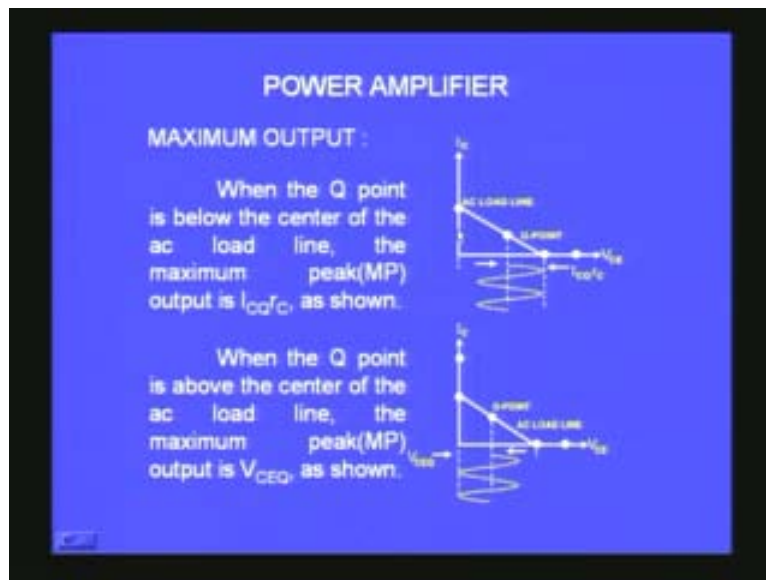 POWER AMPLIFIER
MAXIMUM OUTPUT :
When the Q point
is below the center of the
ac load line, the
maximum peak(MP)
output is ICQrC, as shown.
IC
AC LOAD LINE
Q-POINT
VCE
ICQrC
When the Q point
is above the center of the
ac load line, the
maximum peak(MP)
output is VCEQ, as shown.
IC
Q-POINT
AC LOAD LINE
VCE
VCEQ